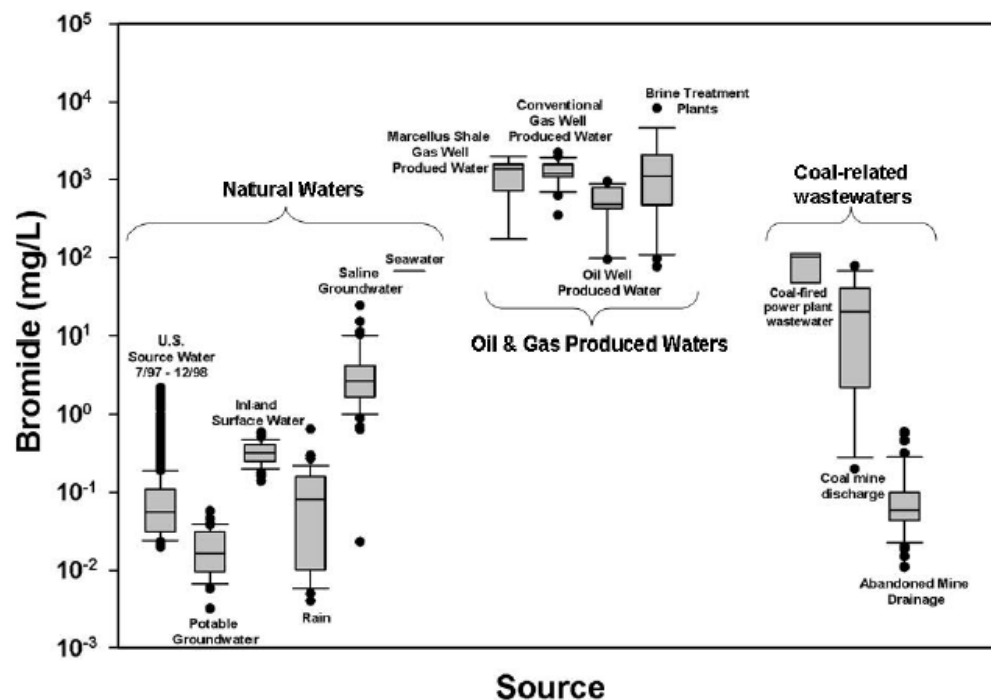 10⁵
10⁴
10³
10²
10¹
10⁰
10⁻¹
10⁻²
10⁻³
Bromide (mg/L)
Natural Waters
U.S.
Source Water
7/97 - 12/98
Potable
Groundwater
Inland
Surface Water
Rain
Saline
Groundwater
Seawater
Marcellus Shale
Gas Well
Produed Water
Conventional
Gas Well
Produced Water
Oil Well
Produced Water
Brine Treatment
Plants
Oil & Gas Produced Waters
Coal-related
wastewaters
Coal-fired
power plant
wastewater
Coal mine
discharge
Abandoned Mine
Drainage
Source